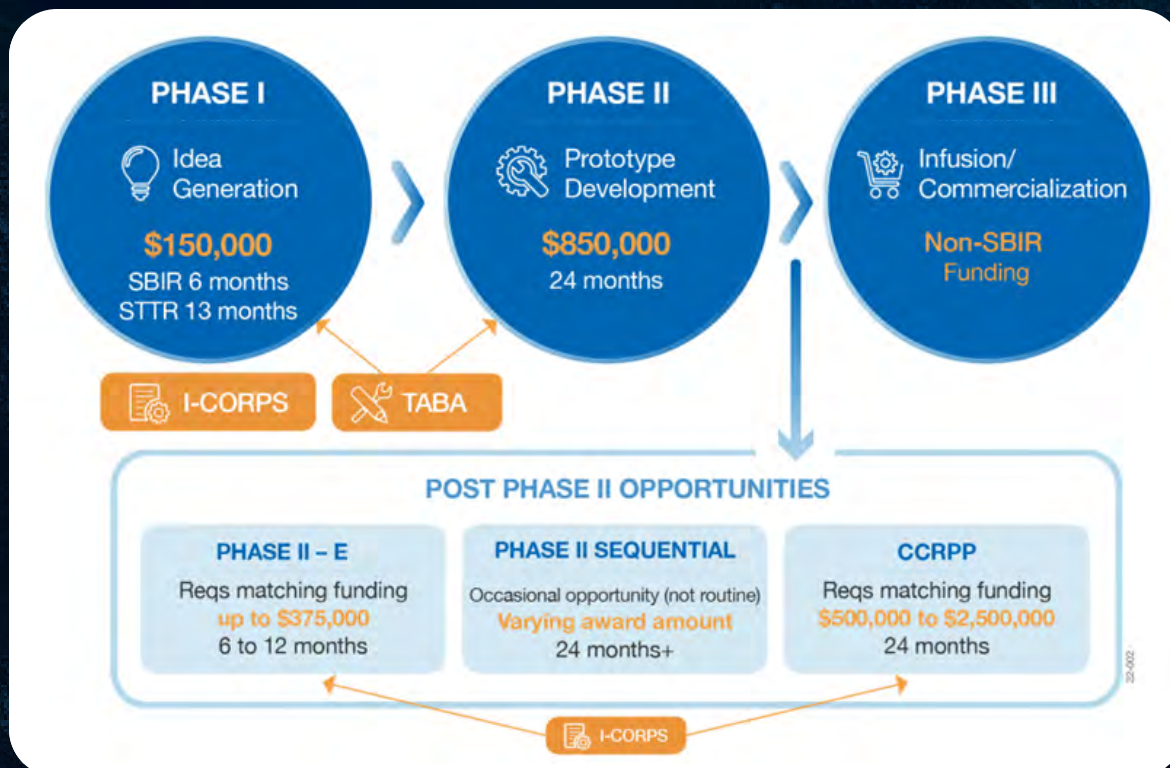 PHASE I
Idea
Generation
$150,000
SBIR 6 months
STTR 13 months
PHASE II
Prototype
Development
$850,000
24 months
PHASE III
Infusion/
Commercialization
Non-SBIR
Funding
I-CORPS
TABA
POST PHASE II OPPORTUNITIES
PHASE II – E
Reqs matching funding
up to $375,000
6 to 12 months
PHASE II SEQUENTIAL
Occasional opportunity (not routine)
Varying award amount
24 months+
CCRPP
Reqs matching funding
$500,000 to $2,500,000
24 months
22-002
I-CORPS